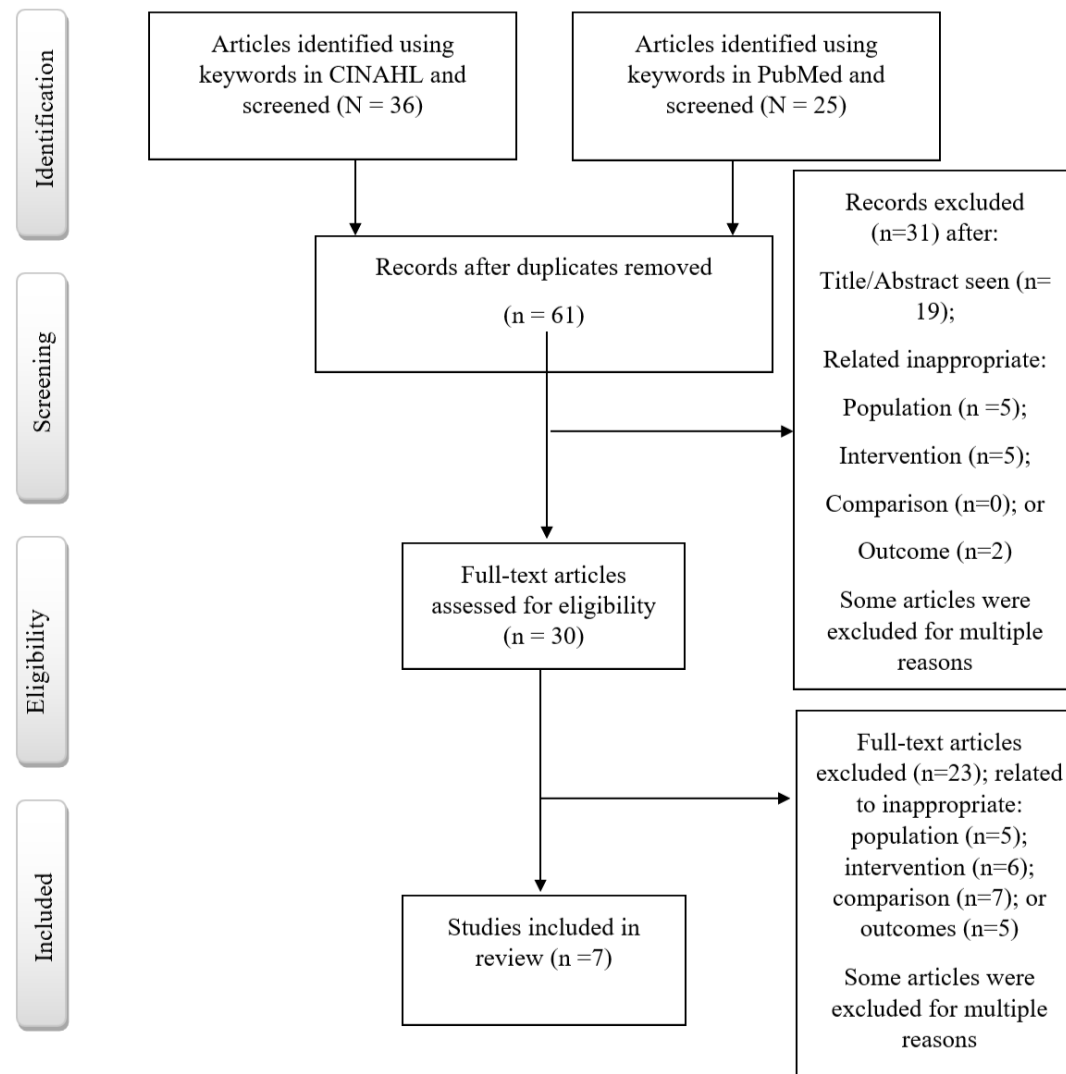 Identification
Articles identified using
keywords in CINAHL and
screened (N = 36)
Articles identified using
keywords in PubMed and
screened (N = 25)
Records excluded
(n=31) after:
Title/Abstract seen (n=
19);
Related inappropriate:
Population (n =5);
Intervention (n=5);
Comparison (n=0); or
Outcome (n=2)
Some articles were
excluded for multiple
reasons
Records after duplicates removed
(n = 61)
Screening
Full-text articles
assessed for eligibility
(n = 30)
Eligibility
Full-text articles
excluded (n=23); related
to inappropriate:
population (n=5);
intervention (n=6);
comparison (n=7); or
outcomes (n=5)
Some articles were
excluded for multiple
reasons
Studies included in
review (n =7)
Included